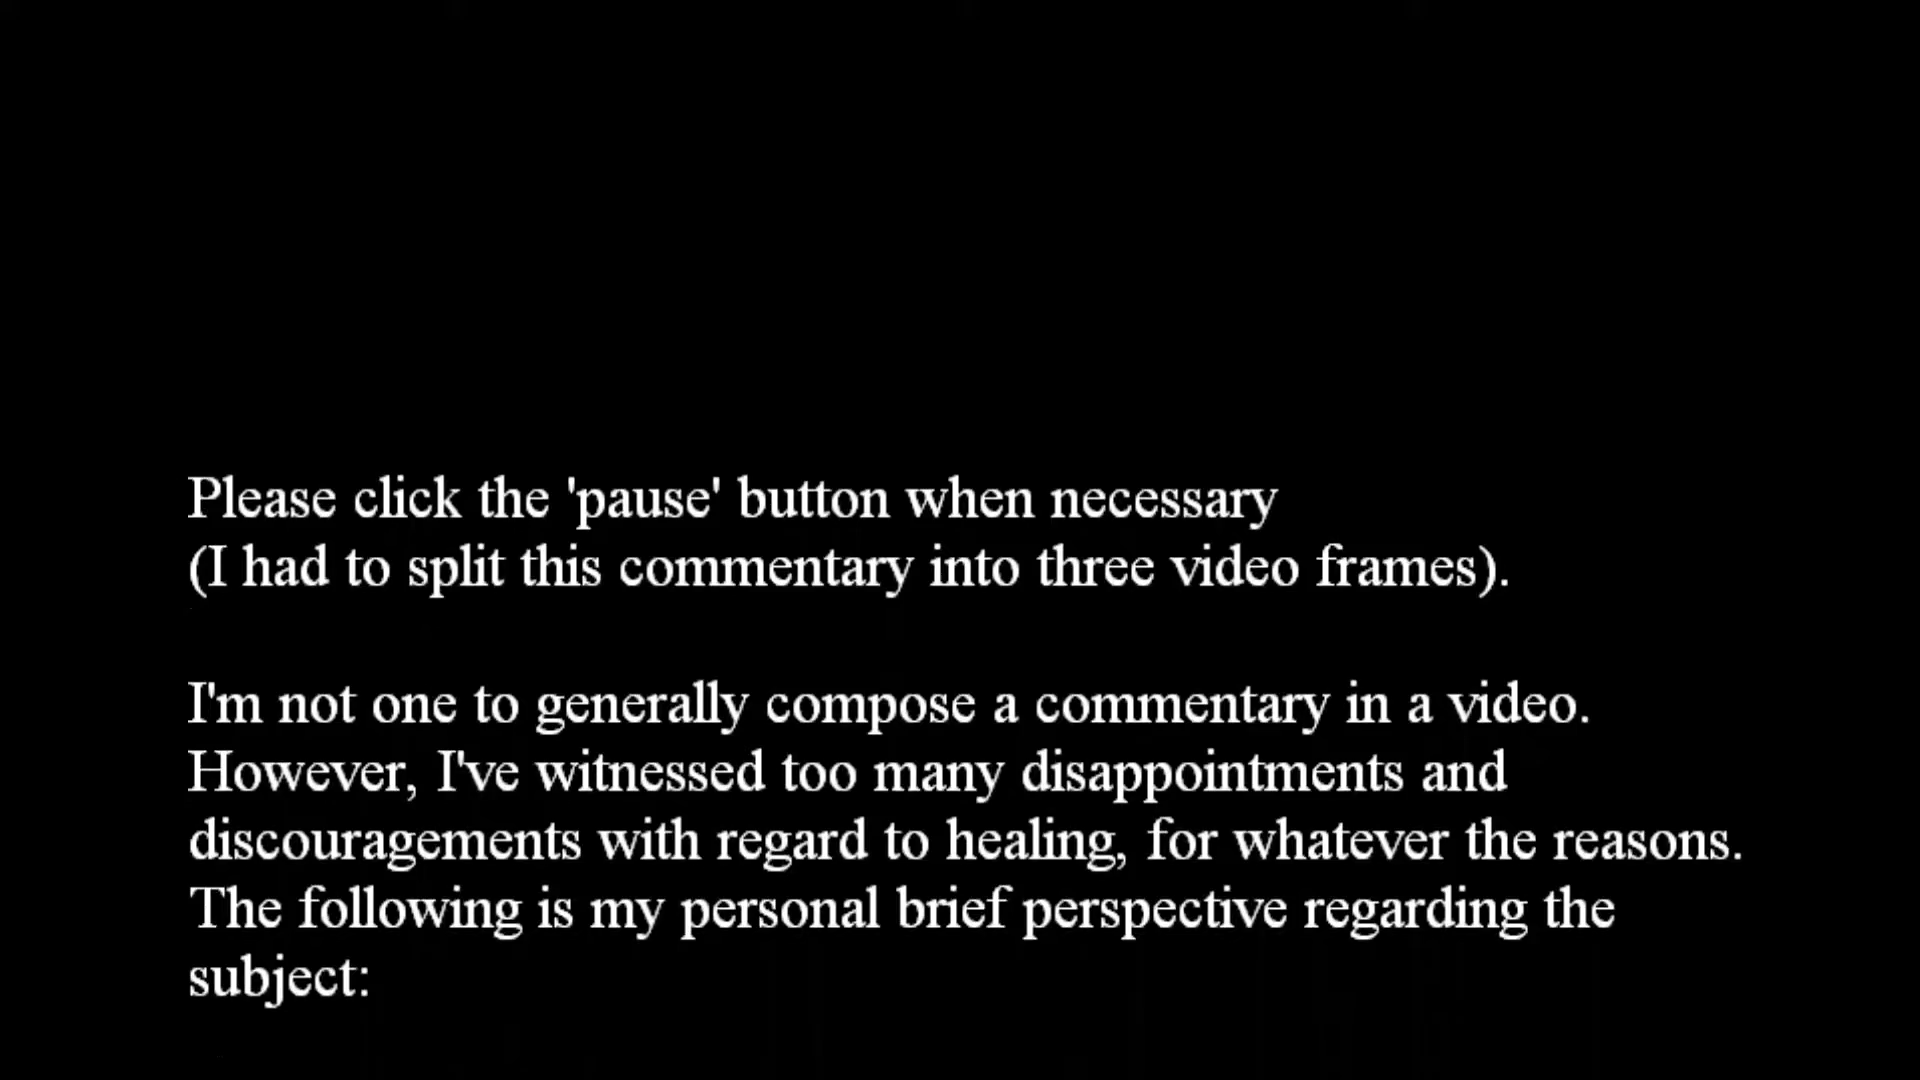 Please click the 'pause' button when necessary
(I had to split this commentary into three video frames).
I'm not one to generally compose a commentary in a video.
However, I've witnessed too many disappointments and
discouragements with regard to healing, for whatever the reasons.
The following is my personal brief perspective regarding the
subject: